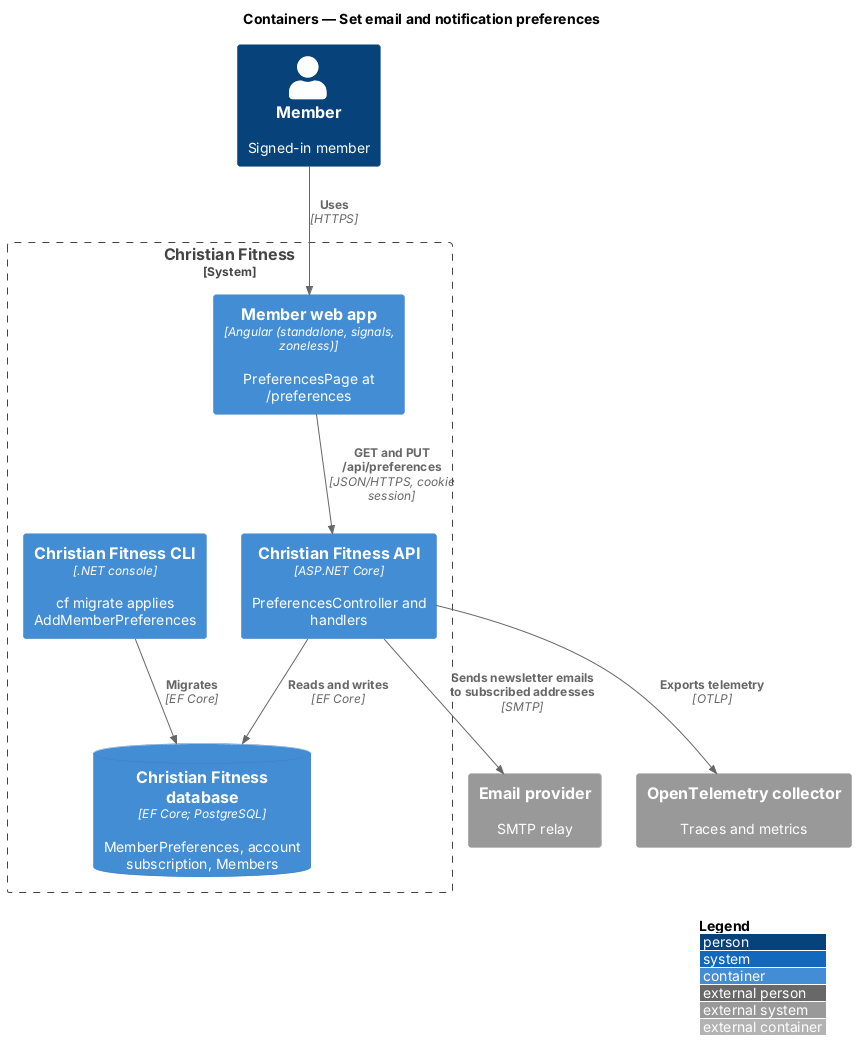 Containers — Set email and notification preferences
Member
Signed-in member
Uses
[HTTPS]
Christian Fitness
[System]
Member web app
[Angular (standalone, signals,
zoneless)]
PreferencesPage at
/preferences
GET and PUT
/api/preferences
[JSON/HTTPS, cookie
session]
Christian Fitness CLI
[.NET console]
cf migrate applies
AddMemberPreferences
Christian Fitness API
[ASP.NET Core]
PreferencesController and
handlers
Migrates
[EF Core]
Reads and writes
[EF Core]
Sends newsletter emails
to subscribed addresses
[SMTP]
Exports telemetry
[OTLP]
Christian Fitness
database
[EF Core; PostgreSQL]
MemberPreferences, account
subscription, Members
Email provider
SMTP relay
OpenTelemetry collector
Traces and metrics
Legend
person
system
container
external person
external system
external container